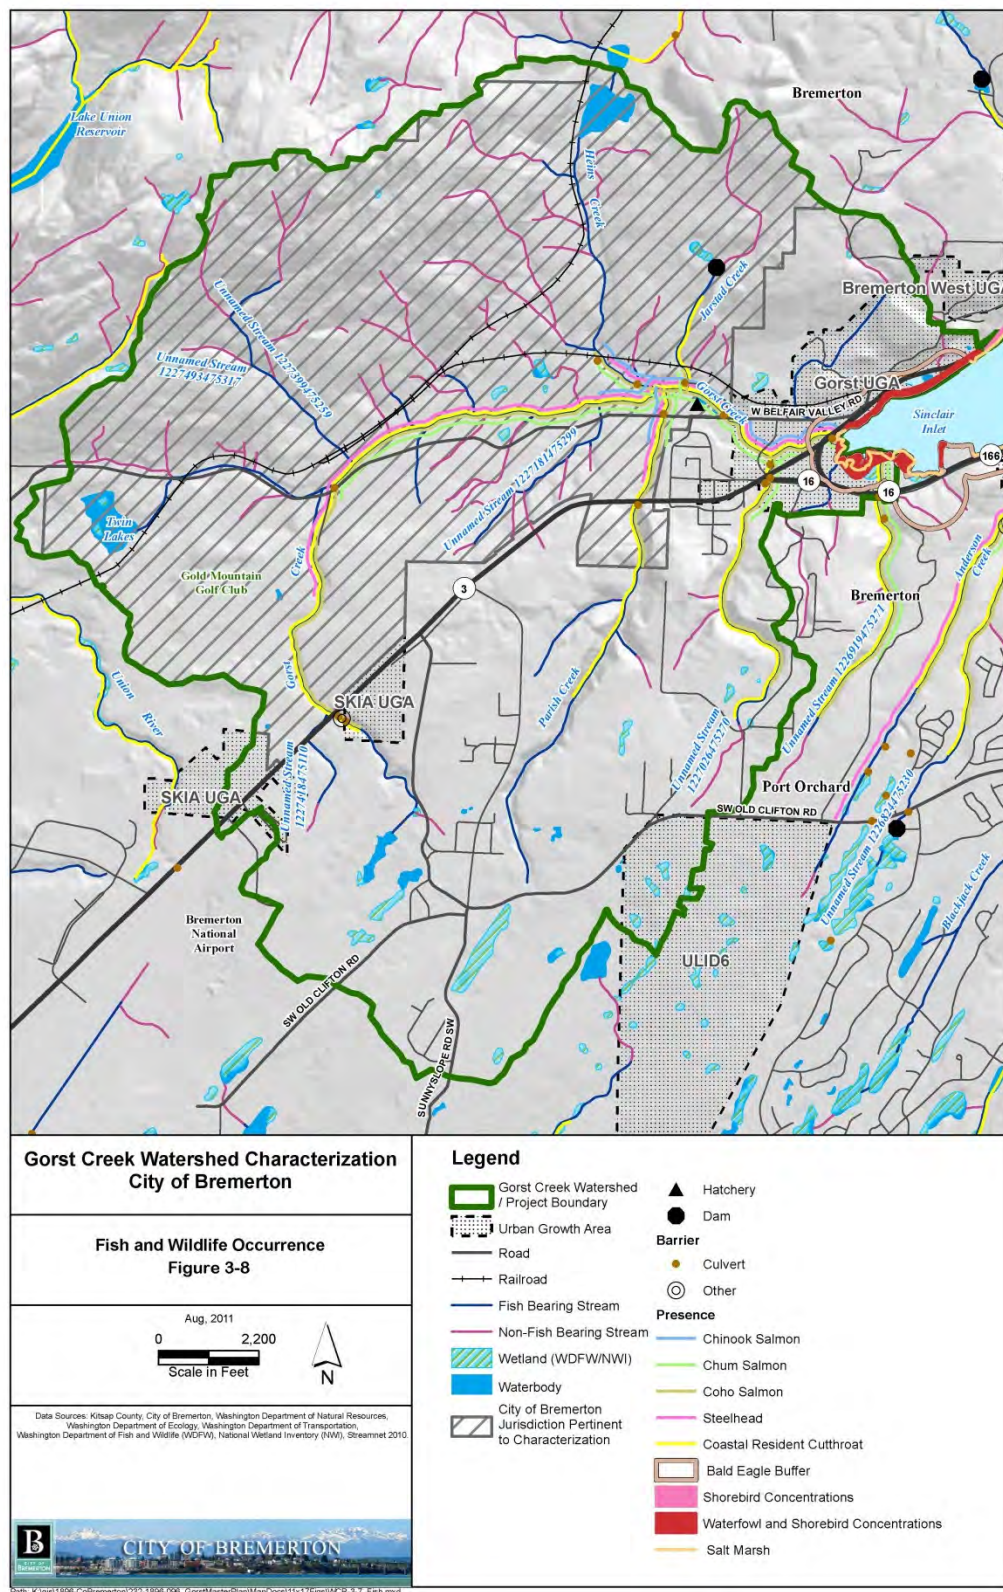 Bremerton
Lake Union
Reservoir
Heins
Creek
Jarstad Creek
Bremerton West UGA
Unnamed Stream 1227399475259
Unnamed Stream
1227493475317
Gorst UGA
Gorst Creek
W BELFAIR VALLEY RD
Sinclair
Inlet
166
16
16
Unnamed Stream 1227181475299
Twin
Lakes
Creek
Gold Mountain
Golf Club
3
Anderson
Creek
Bremerton
Gorst
Union
River
Parish Creek
SKIA UGA
Unnamed Stream
1227026475270
Unnamed Stream 1226919475271
Unnamed Stream
1227418475110
SKIA UGA
Port Orchard
SW OLD CLIFTON RD
Unnamed Stream 1226824475230
Blackjack Creek
Bremerton
National
Airport
ULID6
SW OLD CLIFTON RD
SUNNYSLOPE RD SW
Gorst Creek Watershed Characterization
City of Bremerton
Fish and Wildlife Occurrence
Figure 3-8
Aug, 2011
0 2,200
Scale in Feet
N
Data Sources: Kitsap County, City of Bremerton, Washington Department of Natural Resources,
Washington Department of Ecology, Washington Department of Transportation,
Washington Department of Fish and Wildlife (WDFW), National Wetland Inventory (NWI), Streamnet 2010.
B
CITY OF
BREMERTON
CITY OF BREMERTON
Legend
Gorst Creek Watershed
/ Project Boundary
Urban Growth Area
Road
Railroad
Fish Bearing Stream
Non-Fish Bearing Stream
Wetland (WDFW/NWI)
Waterbody
City of Bremerton
Jurisdiction Pertinent
to Characterization
Hatchery
Dam
Barrier
Culvert
Other
Presence
Chinook Salmon
Chum Salmon
Coho Salmon
Steelhead
Coastal Resident Cutthroat
Bald Eagle Buffer
Shorebird Concentrations
Waterfowl and Shorebird Concentrations
Salt Marsh